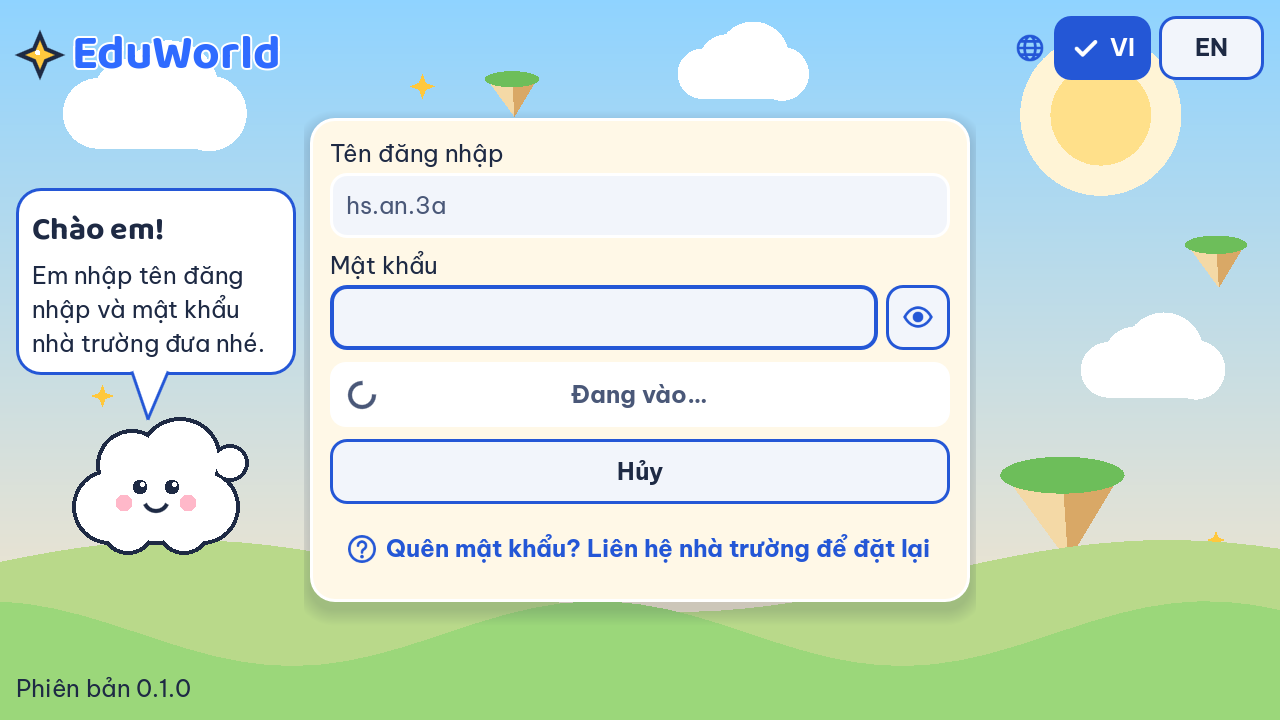 EduWorld
VI
EN
Chào em!
Em nhập tên đăng
nhập và mật khẩu
nhà trường đưa nhé.
Tên đăng nhập
hs.an.3a
Mật khẩu
Đang vào...
Hủy
Quên mật khẩu? Liên hệ nhà trường để đặt lại
Phiên bản 0.1.0